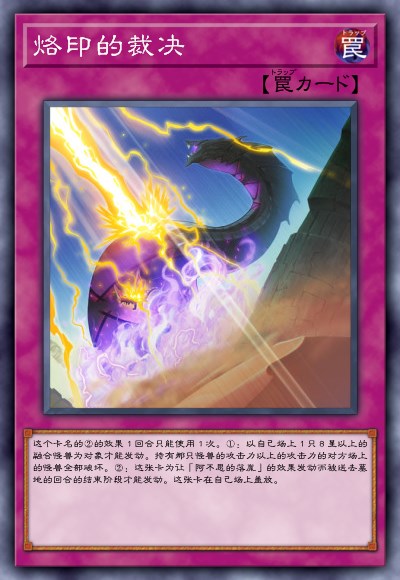 烙印的裁决
トラップ
罠
トラップ
【罠カード】
这个卡名的②的效果1回合只能使用1次。①：以自己场上1只8星以上的
融合怪兽为对象才能发动。持有那只怪兽的攻击力以上的攻击力的对方场上
的怪兽全部破坏。②：这张卡为让「阿不思的落胤」的效果发动而被送去墓
地的回合的结束阶段才能发动。这张卡在自己场上盖放。